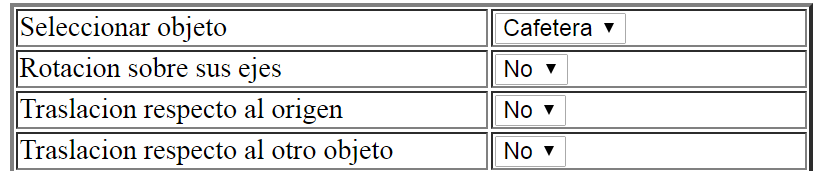 Seleccionar objeto Cafetera ▼
Rotacion sobre sus ejes No ▼
Traslacion respecto al origen No ▼
Traslacion respecto al otro objeto No ▼